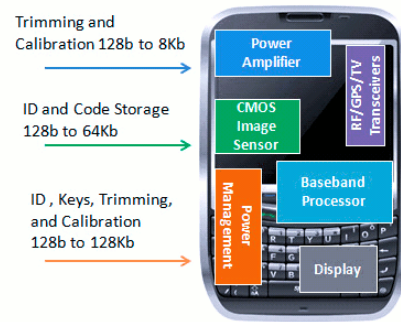 Trimming and
Calibration 128b to 8Kb
Power
Amplifier
RF/GPS/TV
Transceivers
ID and Code Storage
128b to 64Kb
CMOS
Image
Sensor
ID , Keys, Trimming,
and Calibration
128b to 128Kb
Power
Management
Baseband
Processor
Display
R T Y U I O P
F G
V B